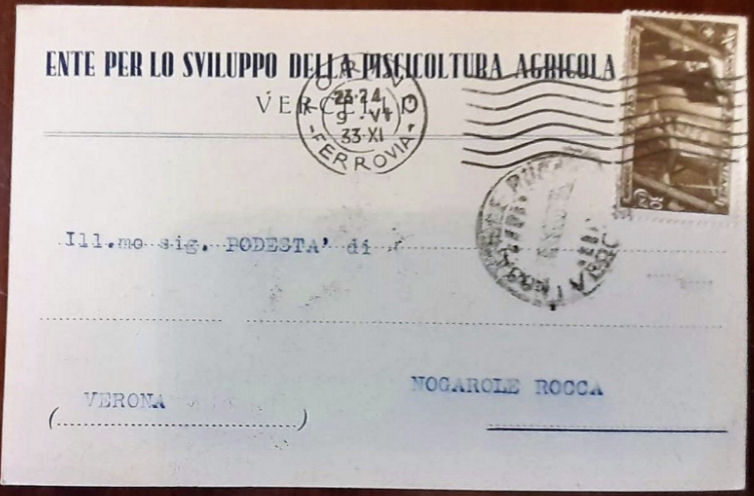 ENTE PER LO SVILUPPO DELLA PISCICOLTURA AGRICOLA
VERCELLI
TORINO
23-24
9 · VI
33·XI
-FERROVIA-
Ill.mo sig. PODESTA' di
NOGAROLE ROCCA
(VERONA)